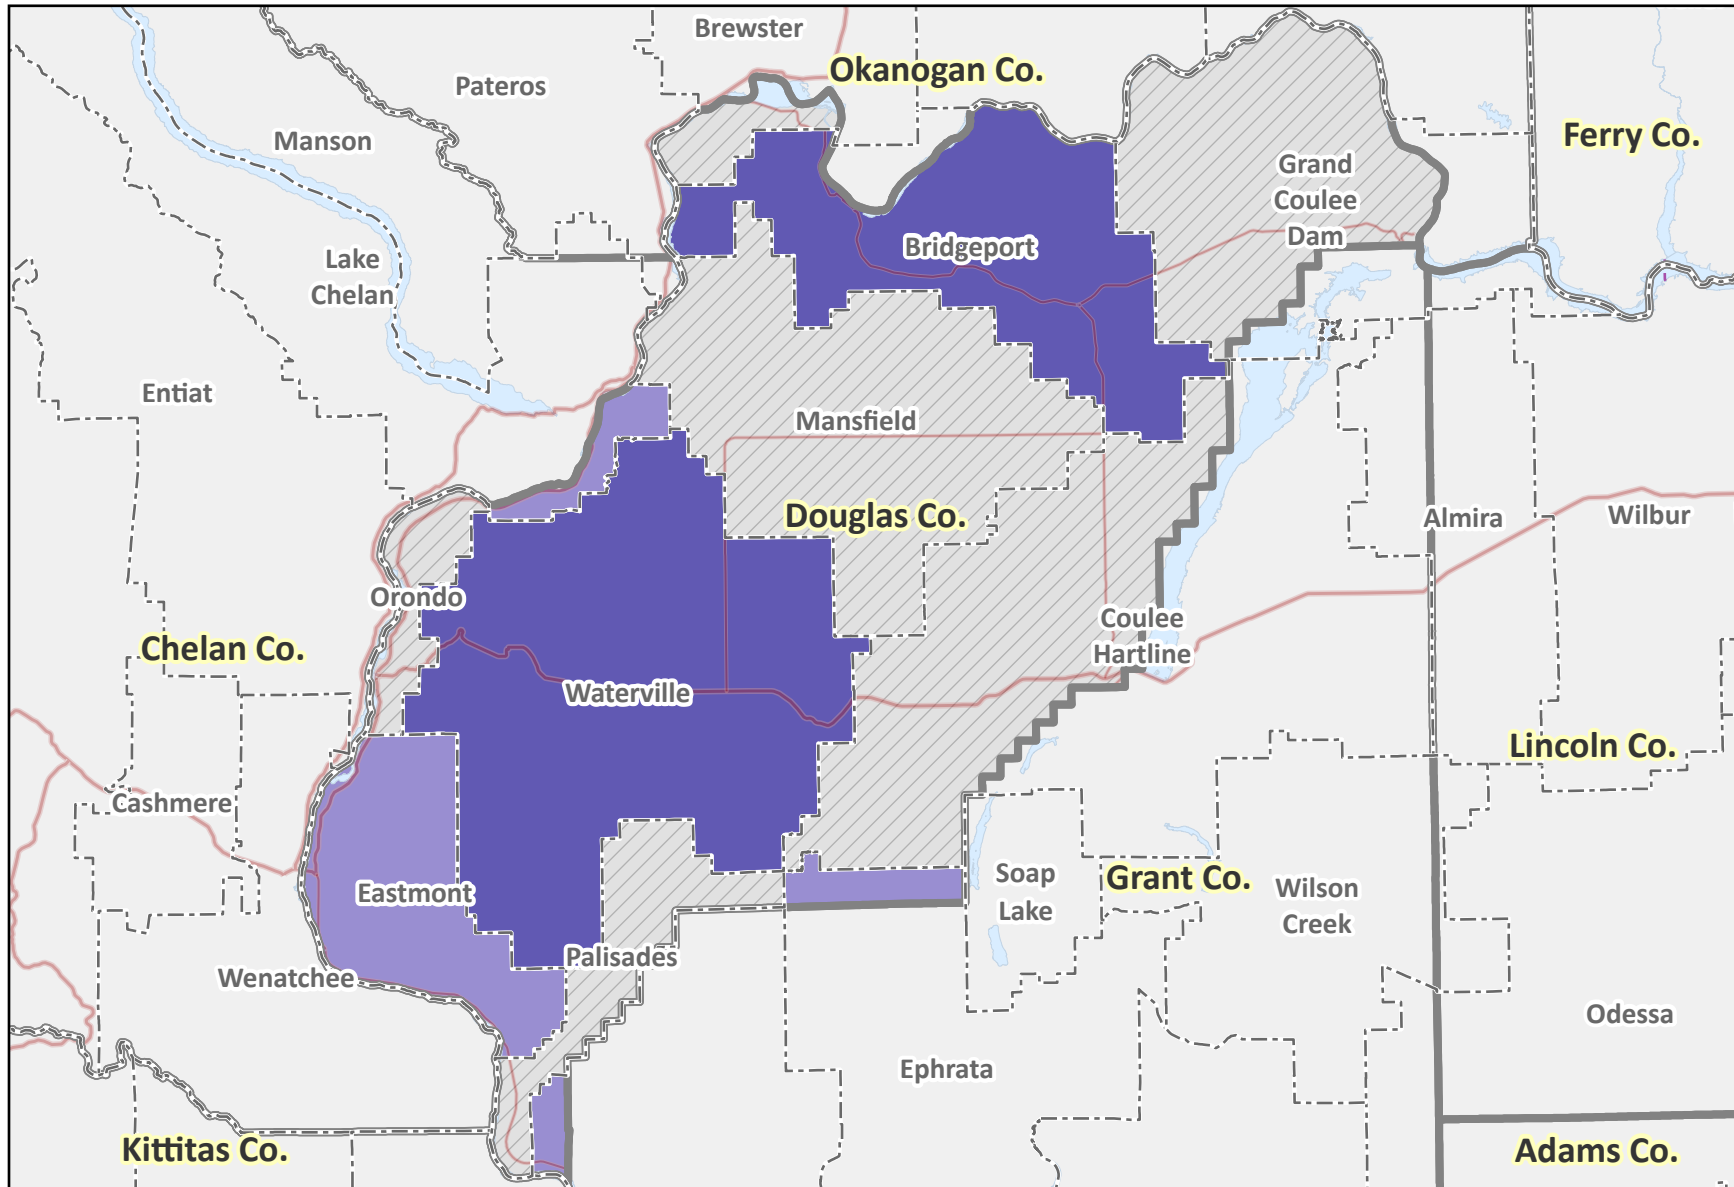 Brewster
Okanogan Co.
Pateros
Manson
Ferry Co.
Grand
Coulee
Dam
Bridgeport
Lake
Chelan
Entiat
Mansfield
Douglas Co.
Almira
Wilbur
Orondo
Coulee
Hartline
Chelan Co.
Waterville
Lincoln Co.
Cashmere
Eastmont
Soap
Lake
Grant Co.
Wilson
Creek
Palisades
Wenatchee
Odessa
Ephrata
Kittitas Co.
Adams Co.